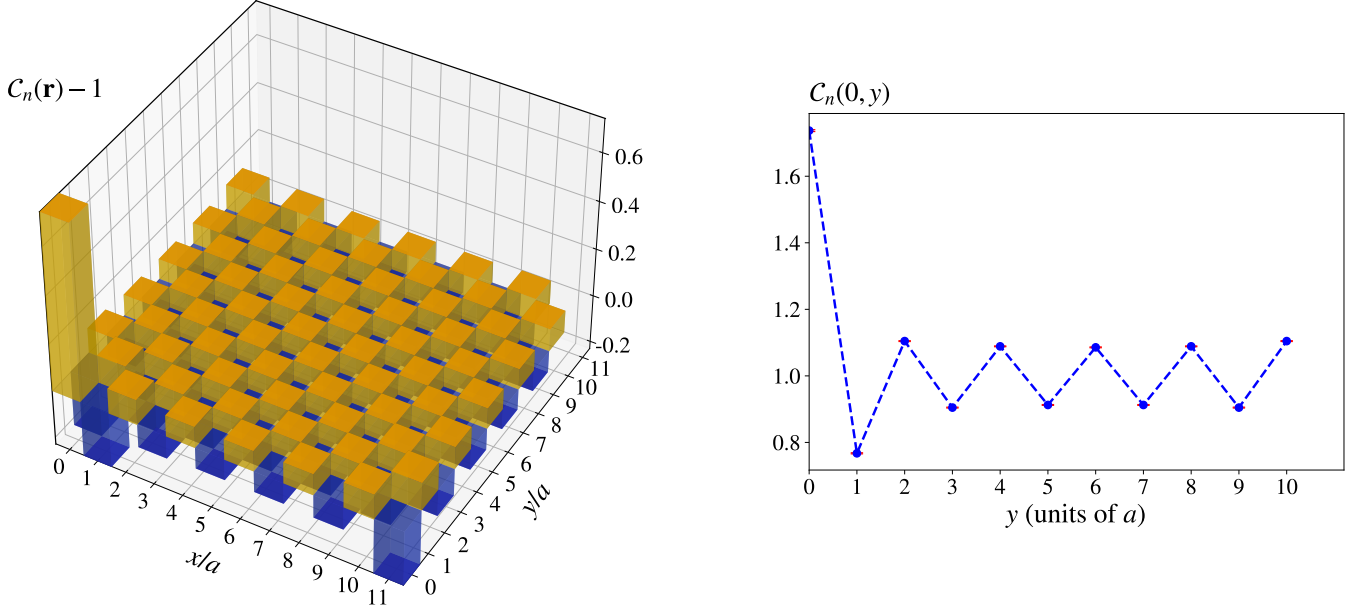 𝒞ₙ(𝐫) − 1
0.6
0.4
0.2
0.0
-0.2
0 1 2 3 4 5 6 7 8 9 10 11
x/a
0 1 2 3 4 5 6 7 8 9 10 11
y/a
𝒞ₙ(0, y)
1.6
1.4
1.2
1.0
0.8
0 1 2 3 4 5 6 7 8 9 10
y (units of a)